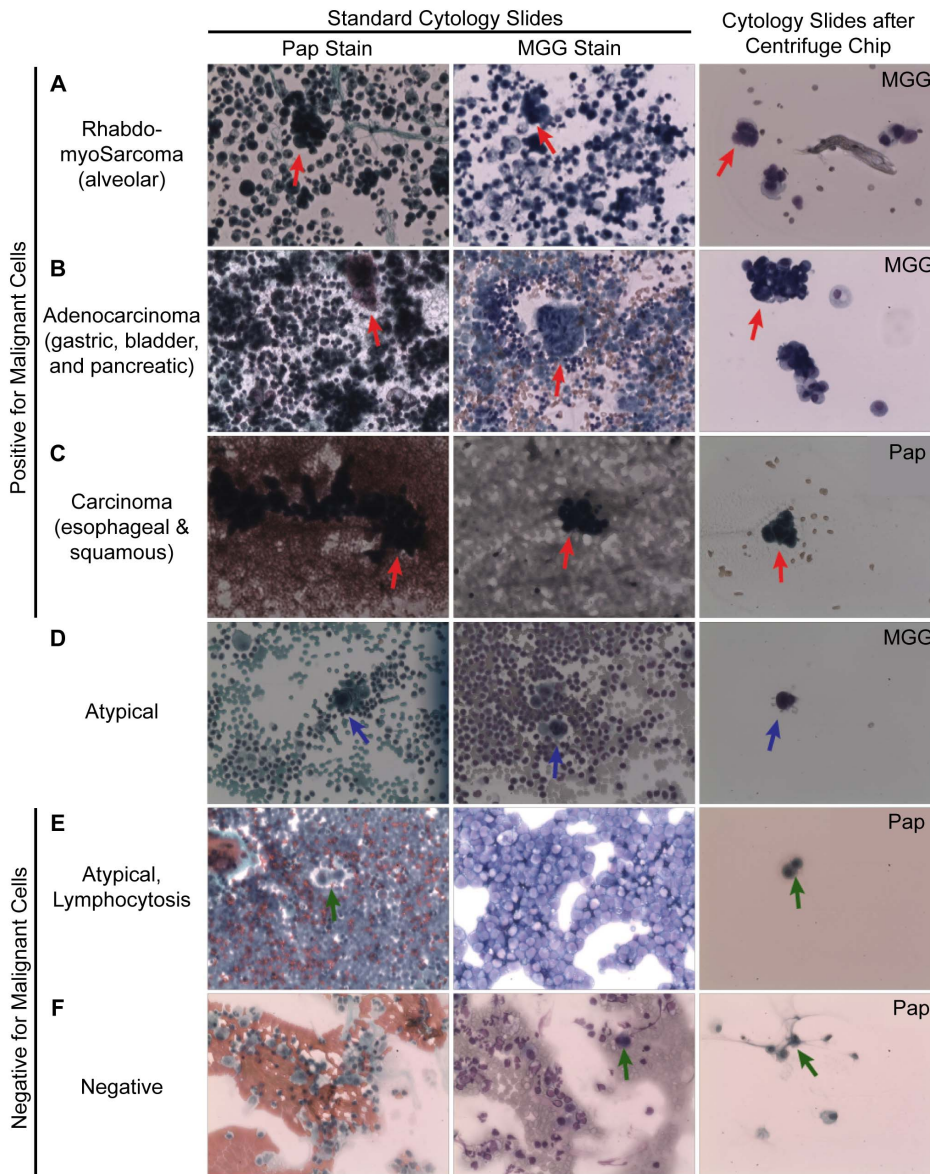 Standard Cytology Slides
Cytology Slides after
Centrifuge Chip
Pap Stain
MGG Stain
Positive for Malignant Cells
A
Rhabdo-
myoSarcoma
(alveolar)
MGG
B
Adenocarcinoma
(gastric, bladder,
and pancreatic)
MGG
C
Carcinoma
(esophageal &
squamous)
Pap
D
Atypical
MGG
Negative for Malignant Cells
E
Atypical,
Lymphocytosis
Pap
F
Negative
Pap